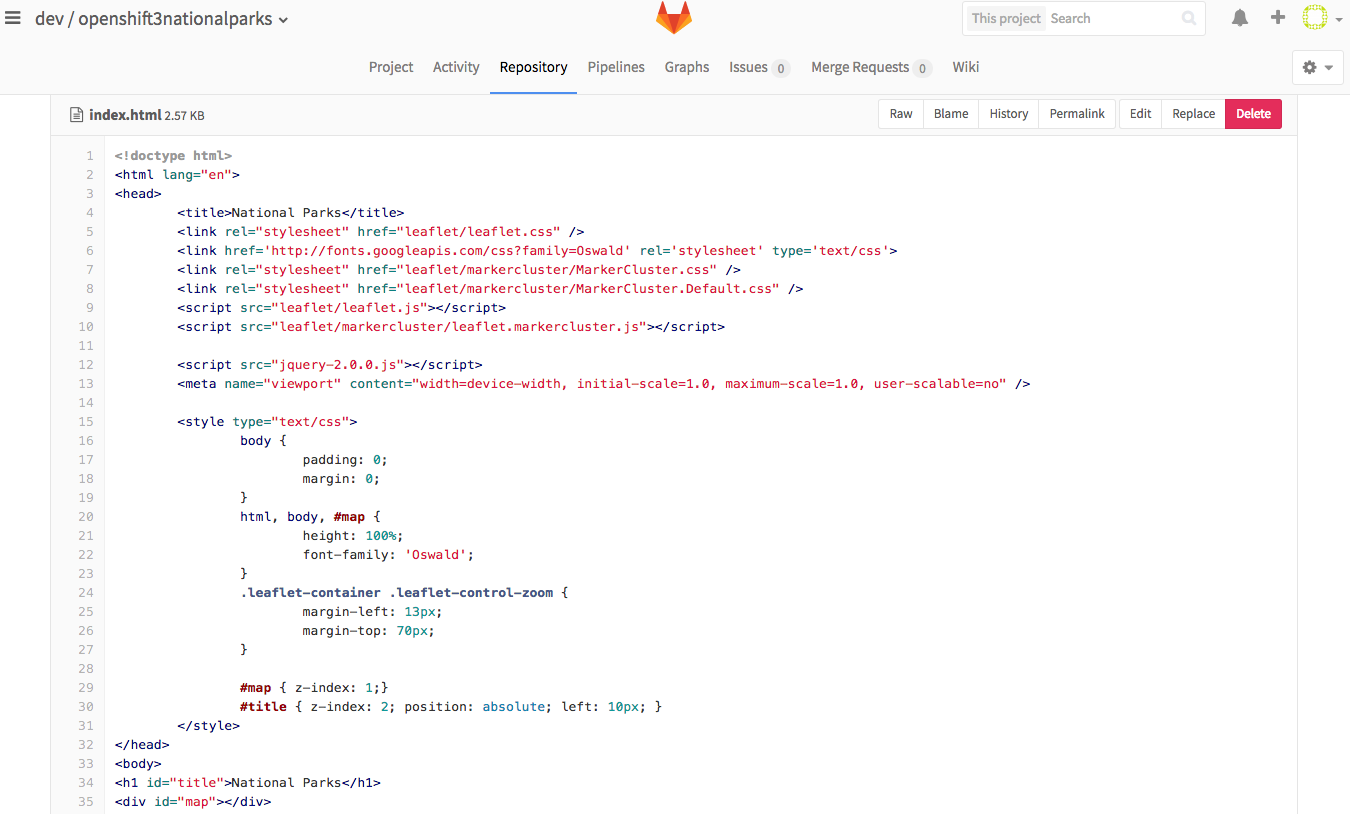 dev / openshift3nationalparks
This project Search
Project Activity Repository Pipelines Graphs Issues 0 Merge Requests 0 Wiki
index.html 2.57 KB
Raw Blame History Permalink Edit Replace Delete
1 <!doctype html>
2 <html lang="en">
3 <head>
4 <title>National Parks</title>
5 <link rel="stylesheet" href="leaflet/leaflet.css" />
6 <link href='http://fonts.googleapis.com/css?family=Oswald' rel='stylesheet' type='text/css'>
7 <link rel="stylesheet" href="leaflet/markercluster/MarkerCluster.css" />
8 <link rel="stylesheet" href="leaflet/markercluster/MarkerCluster.Default.css" />
9 <script src="leaflet/leaflet.js"></script>
10 <script src="leaflet/markercluster/leaflet.markercluster.js"></script>
11
12 <script src="jquery-2.0.0.js"></script>
13 <meta name="viewport" content="width=device-width, initial-scale=1.0, maximum-scale=1.0, user-scalable=no" />
14
15 <style type="text/css">
16 body {
17 padding: 0;
18 margin: 0;
19 }
20 html, body, #map {
21 height: 100%;
22 font-family: 'Oswald';
23 }
24 .leaflet-container .leaflet-control-zoom {
25 margin-left: 13px;
26 margin-top: 70px;
27 }
28
29 #map { z-index: 1;}
30 #title { z-index: 2; position: absolute; left: 10px; }
31 </style>
32 </head>
33 <body>
34 <h1 id="title">National Parks</h1>
35 <div id="map"></div>